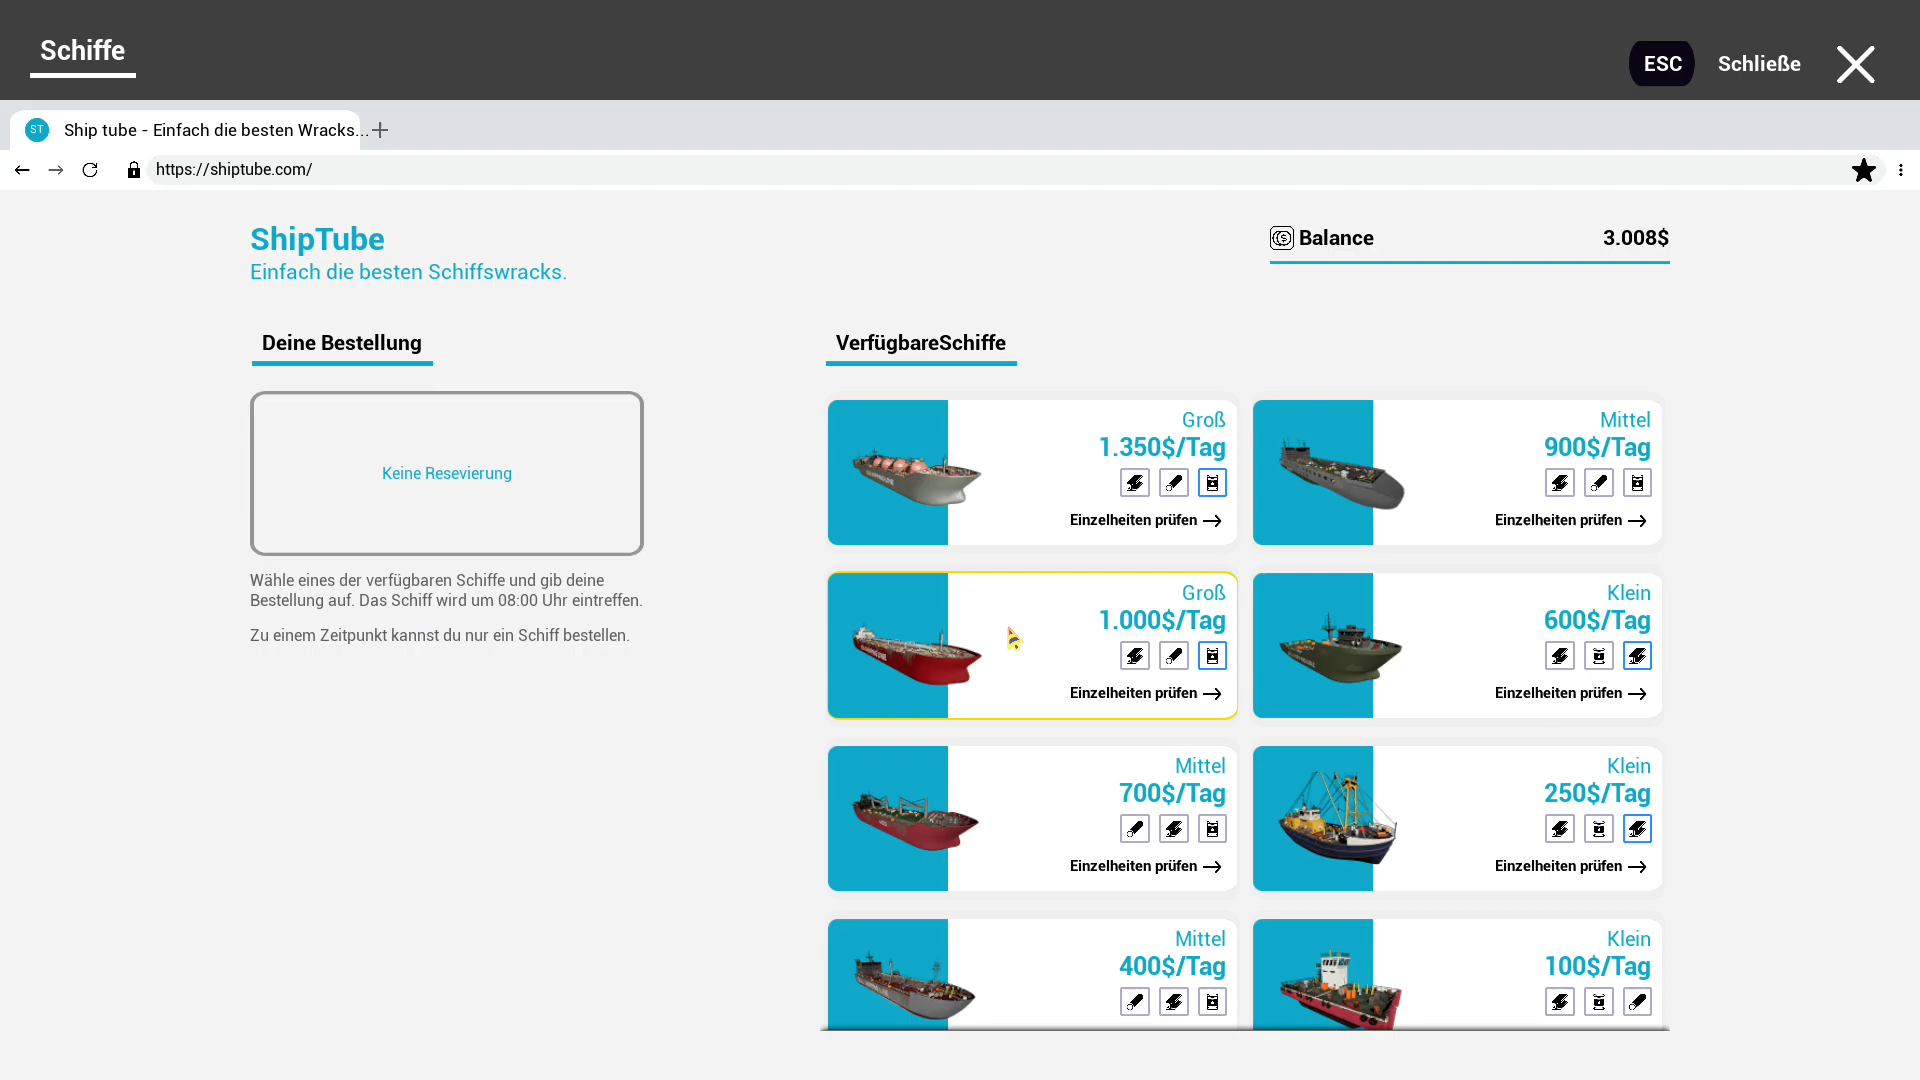 Schiffe
ESC Schließe
ST Ship tube - Einfach die besten Wracks...
https://shiptube.com/
ShipTube
Einfach die besten Schiffswracks.
Balance 3.008$
Deine Bestellung
Keine Resevierung
Wähle eines der verfügbaren Schiffe und gib deine
Bestellung auf. Das Schiff wird um 08:00 Uhr eintreffen.
Zu einem Zeitpunkt kannst du nur ein Schiff bestellen.
VerfügbareSchiffe
Groß
1.350$/Tag
Einzelheiten prüfen
Mittel
900$/Tag
Einzelheiten prüfen
Groß
1.000$/Tag
Einzelheiten prüfen
Klein
600$/Tag
Einzelheiten prüfen
Mittel
700$/Tag
Einzelheiten prüfen
Klein
250$/Tag
Einzelheiten prüfen
Mittel
400$/Tag
Klein
100$/Tag